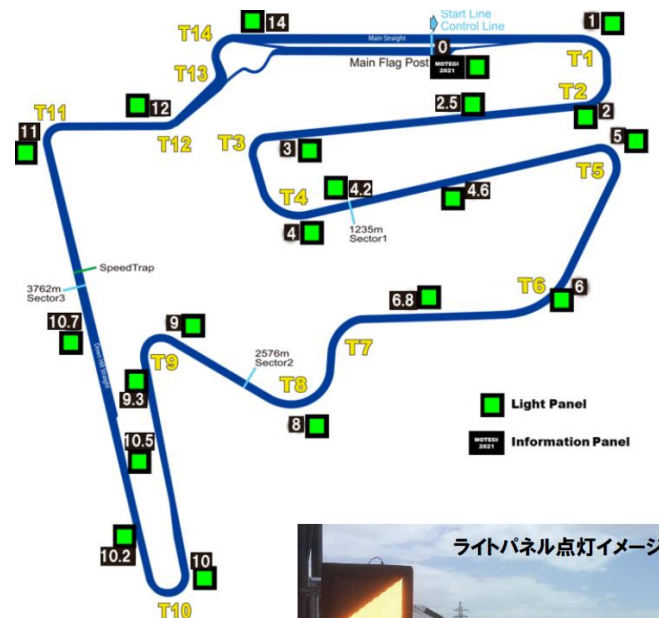 Start Line
Control Line
14
T14
Main Straight
1
0
Main Flag Post
MOTEGI
2021
T1
T13
T2
2.5
2
12
T11
11
T12
T3
3
5
T5
4.2
4.6
T4
4
1235m
Sector1
SpeedTrap
3762m
Sector3
T6
6
6.8
9
10.7
Down Hill Straight
T9
T7
2576m
Sector2
T8
9.3
8
Light Panel
MOTEGI
2021
Information Panel
10.5
10.2
10
T10
ライトパネル点灯イメージ